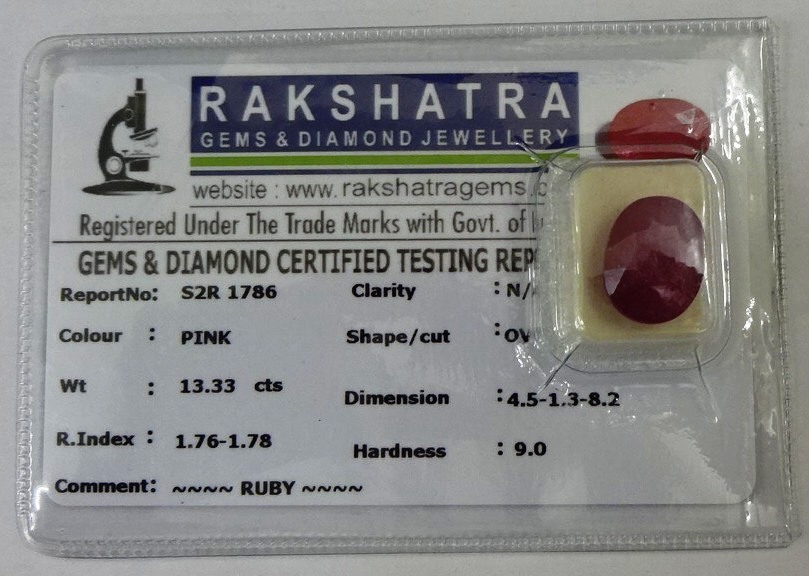 RAKSHATRA
GEMS & DIAMOND JEWELLERY
website : www. rakshatragems.
Registered Under The Trade Marks with Govt. of
GEMS & DIAMOND CERTIFIED TESTING REP
ReportNo: S2R 1786 Clarity : N/
Colour : PINK Shape/cut : OV
Wt : 13.33 cts Dimension : 4.5-1.3-8.2
R.Index : 1.76-1.78 Hardness : 9.0
Comment: ~~~~ RUBY ~~~~